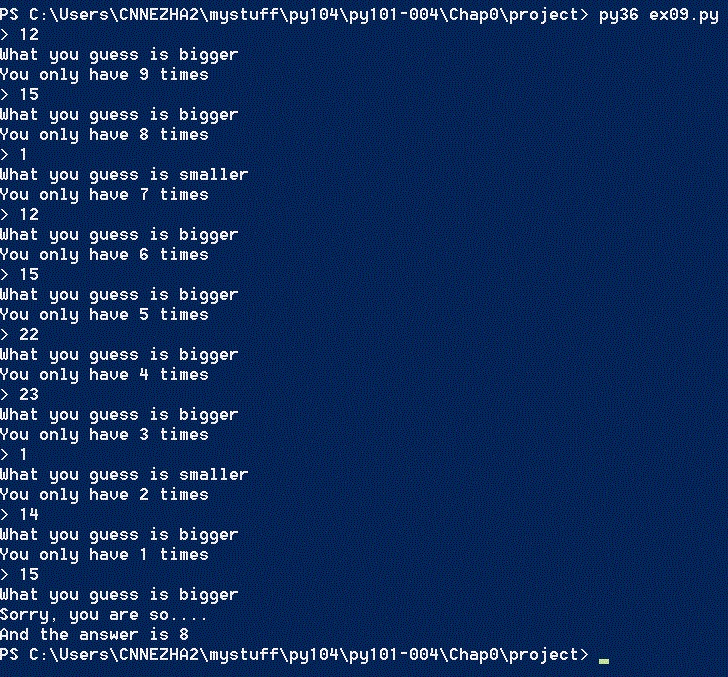 PS C:\Users\CNNEZHA2\mystuff\py104\py101-004\Chap0\project> py36 ex09.py
> 12
What you guess is bigger
You only have 9 times
> 15
What you guess is bigger
You only have 8 times
> 1
What you guess is smaller
You only have 7 times
> 12
What you guess is bigger
You only have 6 times
> 15
What you guess is bigger
You only have 5 times
> 22
What you guess is bigger
You only have 4 times
> 23
What you guess is bigger
You only have 3 times
> 1
What you guess is smaller
You only have 2 times
> 14
What you guess is bigger
You only have 1 times
> 15
What you guess is bigger
Sorry, you are so....
And the answer is 8
PS C:\Users\CNNEZHA2\mystuff\py104\py101-004\Chap0\project> _